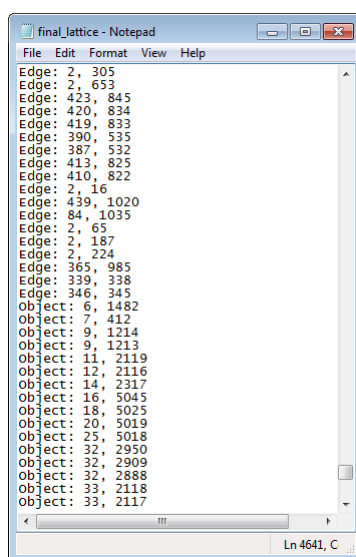 final_lattice - Notepad
File Edit Format View Help
Edge: 2, 305
Edge: 2, 653
Edge: 423, 845
Edge: 420, 834
Edge: 419, 833
Edge: 390, 535
Edge: 387, 532
Edge: 413, 825
Edge: 410, 822
Edge: 2, 16
Edge: 439, 1020
Edge: 84, 1035
Edge: 2, 65
Edge: 2, 187
Edge: 2, 224
Edge: 365, 985
Edge: 339, 338
Edge: 346, 345
Object: 6, 1482
Object: 7, 412
Object: 9, 1214
Object: 9, 1213
Object: 11, 2119
Object: 12, 2116
Object: 14, 2317
Object: 16, 5045
Object: 18, 5025
Object: 20, 5019
Object: 25, 5018
Object: 32, 2950
Object: 32, 2909
Object: 32, 2888
Object: 33, 2118
Object: 33, 2117
Ln 4641, C